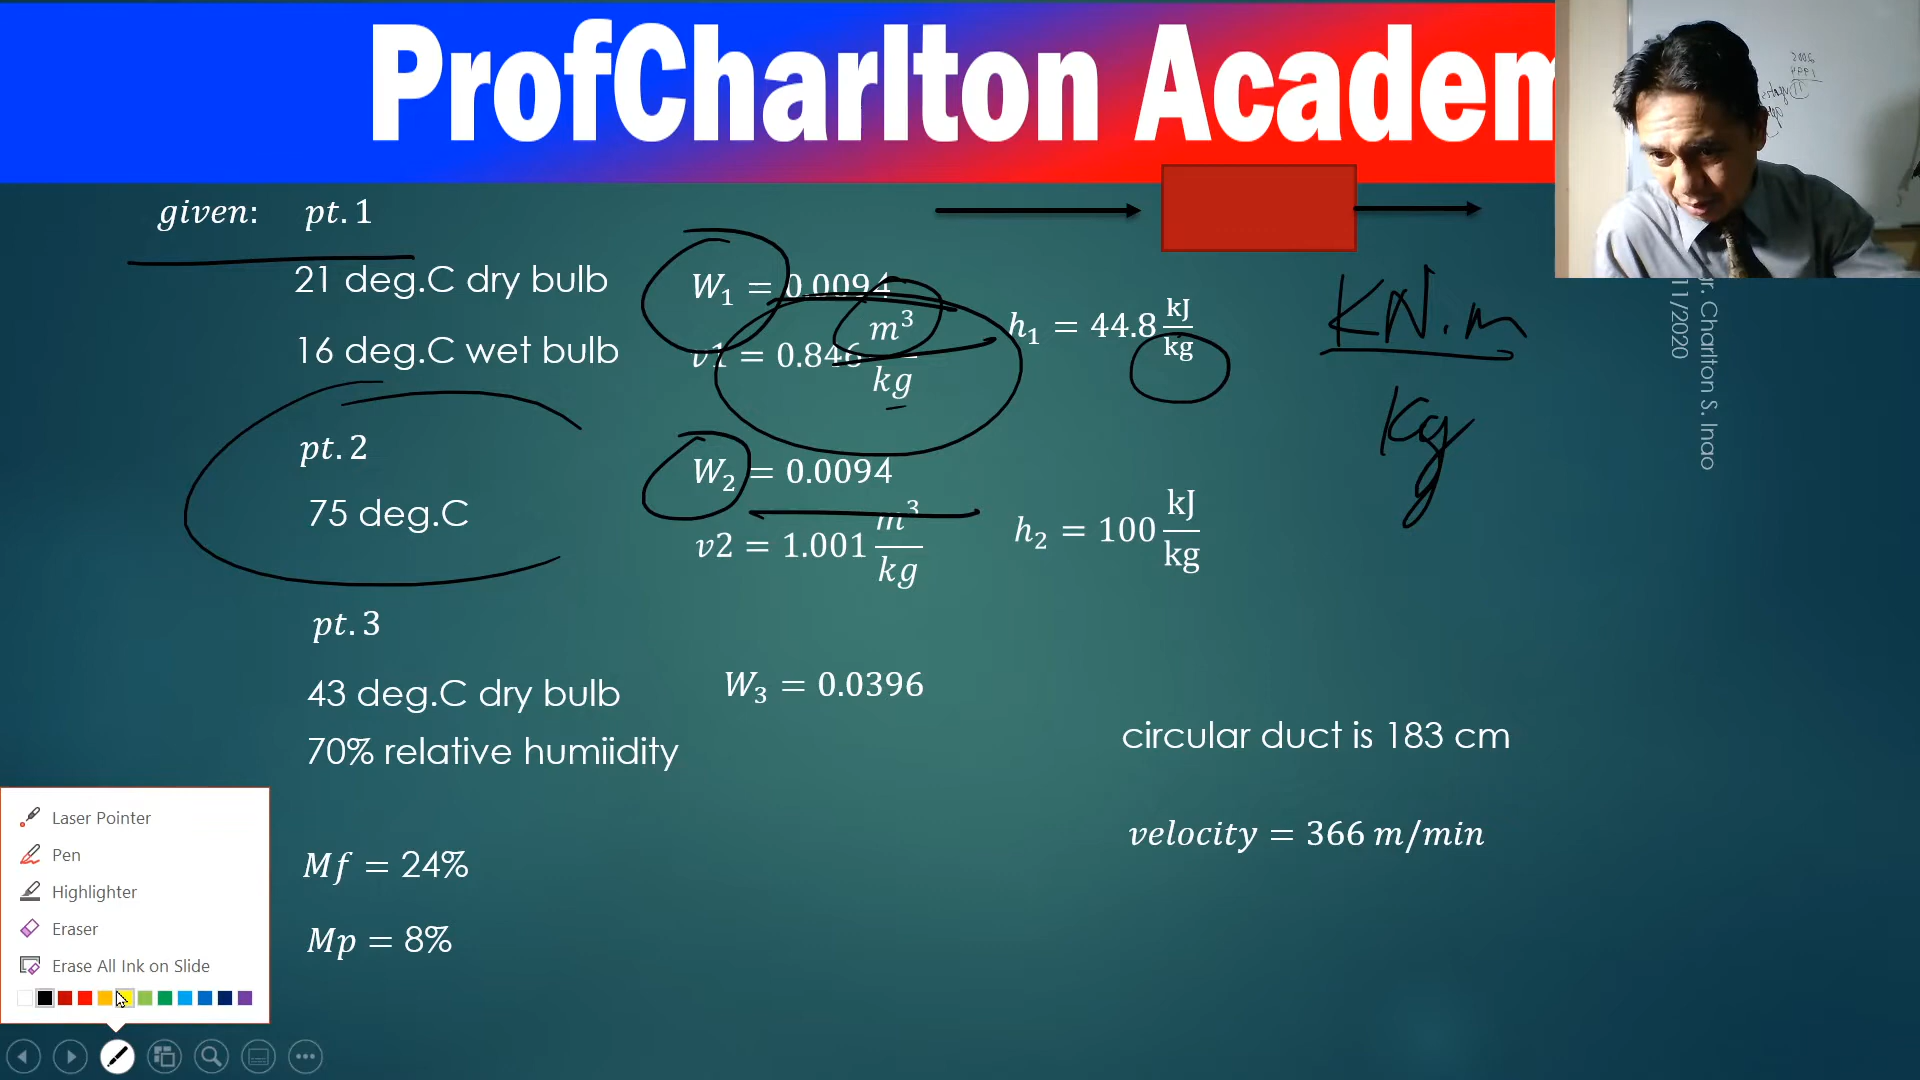 ProfCharlton Academ
given: pt. 1
21 deg.C dry bulb
16 deg.C wet bulb
pt. 2
75 deg.C
pt. 3
43 deg.C dry bulb
70% relative humiidity
Mf = 24%
Mp = 8%
W₁ = 0.0094
v1 = 0.846 m³/kg
h₁ = 44.8 kJ/kg
W₂ = 0.0094
v2 = 1.001 m³/kg
h₂ = 100 kJ/kg
W₃ = 0.0396
KN.m
Kg
circular duct is 183 cm
velocity = 366 m/min
r. Charlton S. Inao
11/2020
2008
1994
Laser Pointer
Pen
Highlighter
Eraser
Erase All Ink on Slide